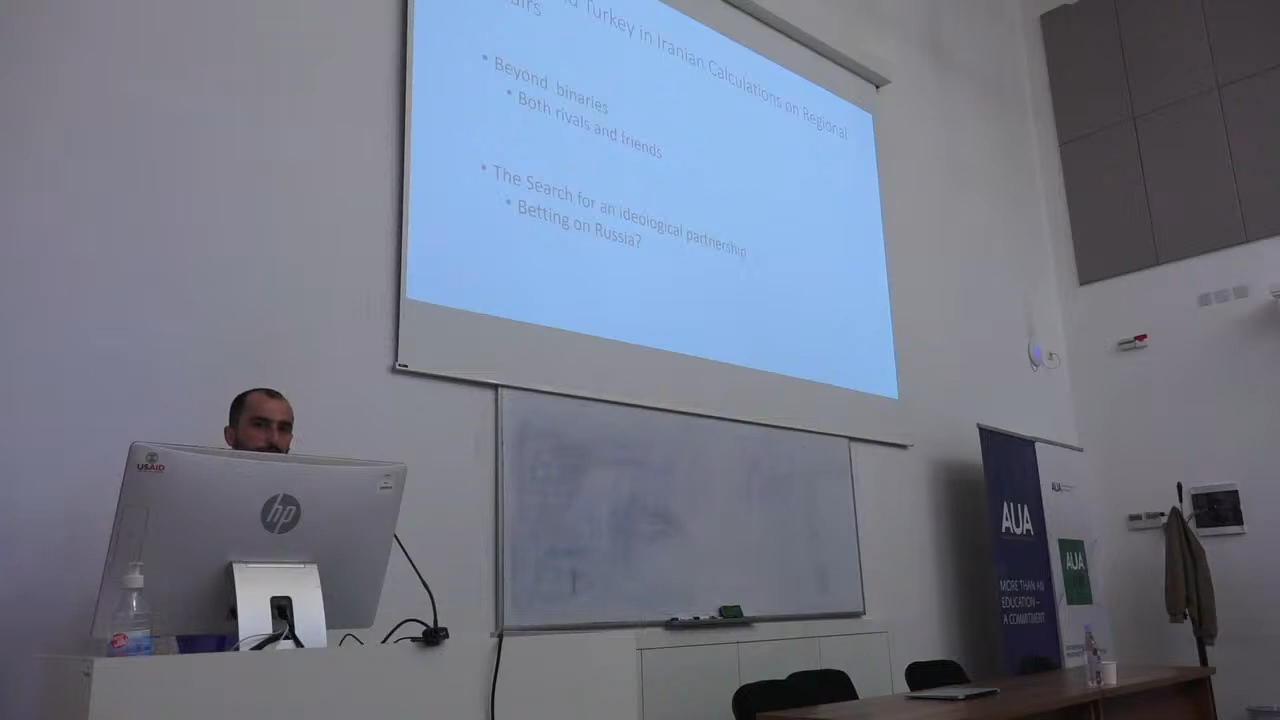 Turkey in Iranian Calculations on Regional
• Beyond binaries
• Both rivals and friends
• The Search for an ideological partnership
• Betting on Russia?
USAID
hp
AUA
MORE THAN AN
EDUCATION –
A COMMITMENT
AUA
AUA